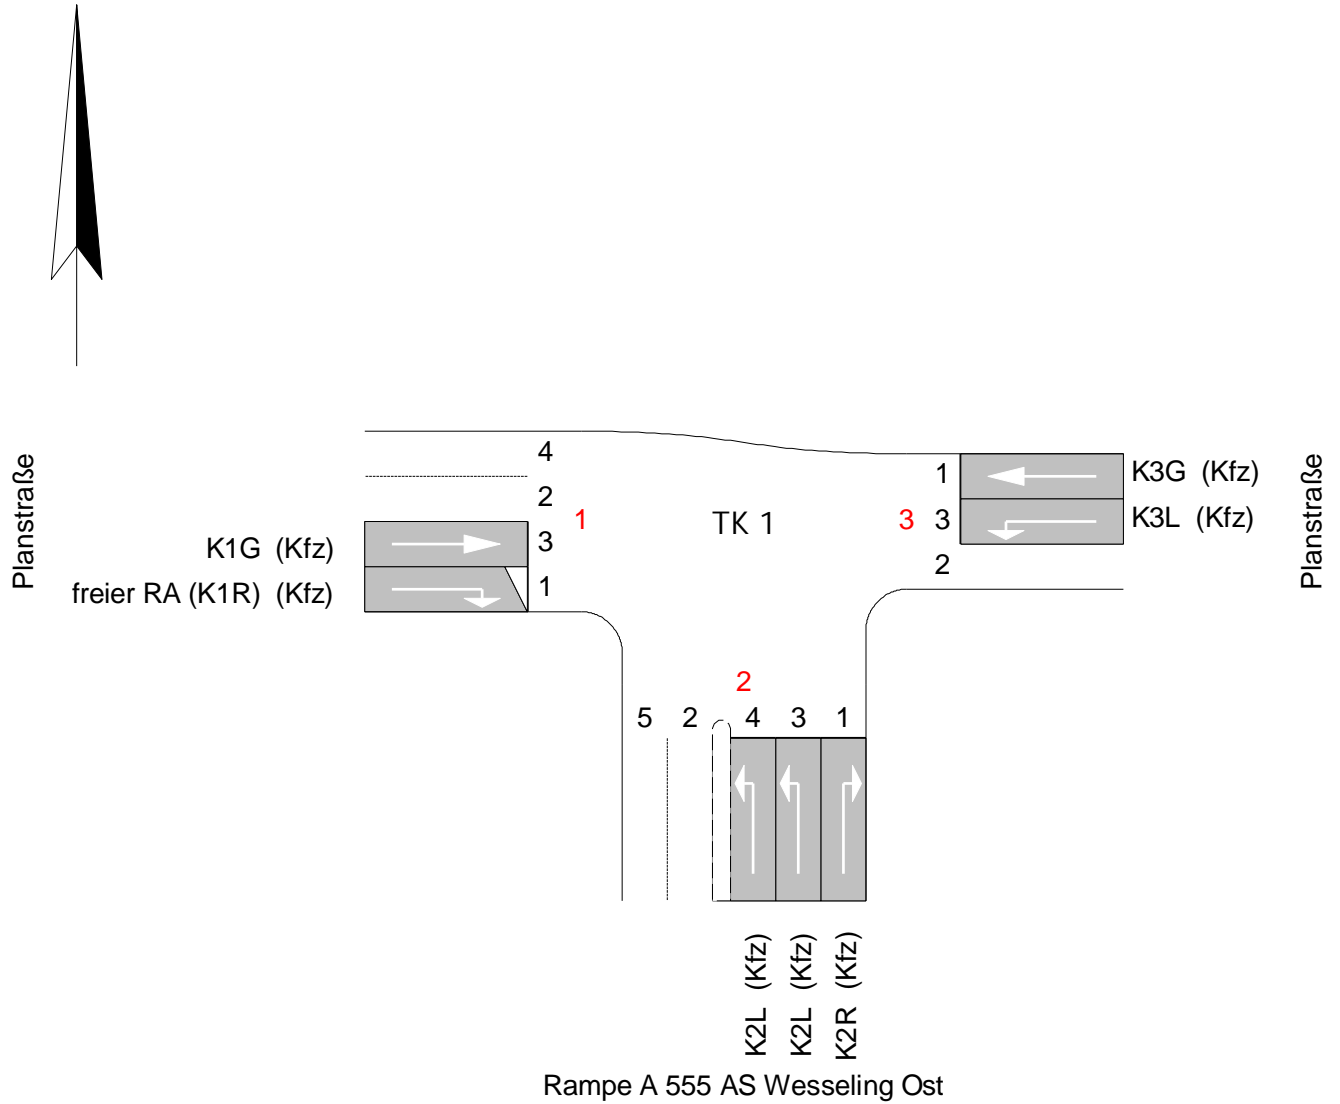 4
1 K3G (Kfz)
Planstraße
2
1 TK 1 3 3 K3L (Kfz)
Planstraße
K1G (Kfz) 3
2
freier RA (K1R) (Kfz) 1
2
5 2 4 3 1
K2L (Kfz)
K2L (Kfz)
K2R (Kfz)
Rampe A 555 AS Wesseling Ost